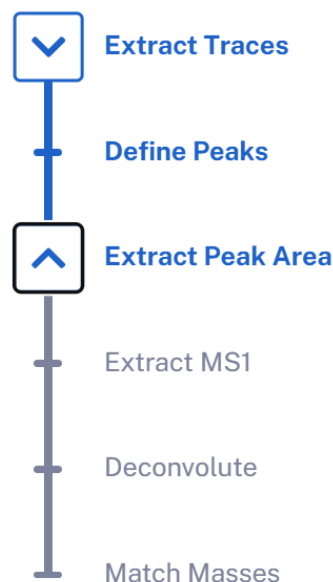 Extract Traces
Define Peaks
Extract Peak Area
Extract MS1
Deconvolute
Match Masses